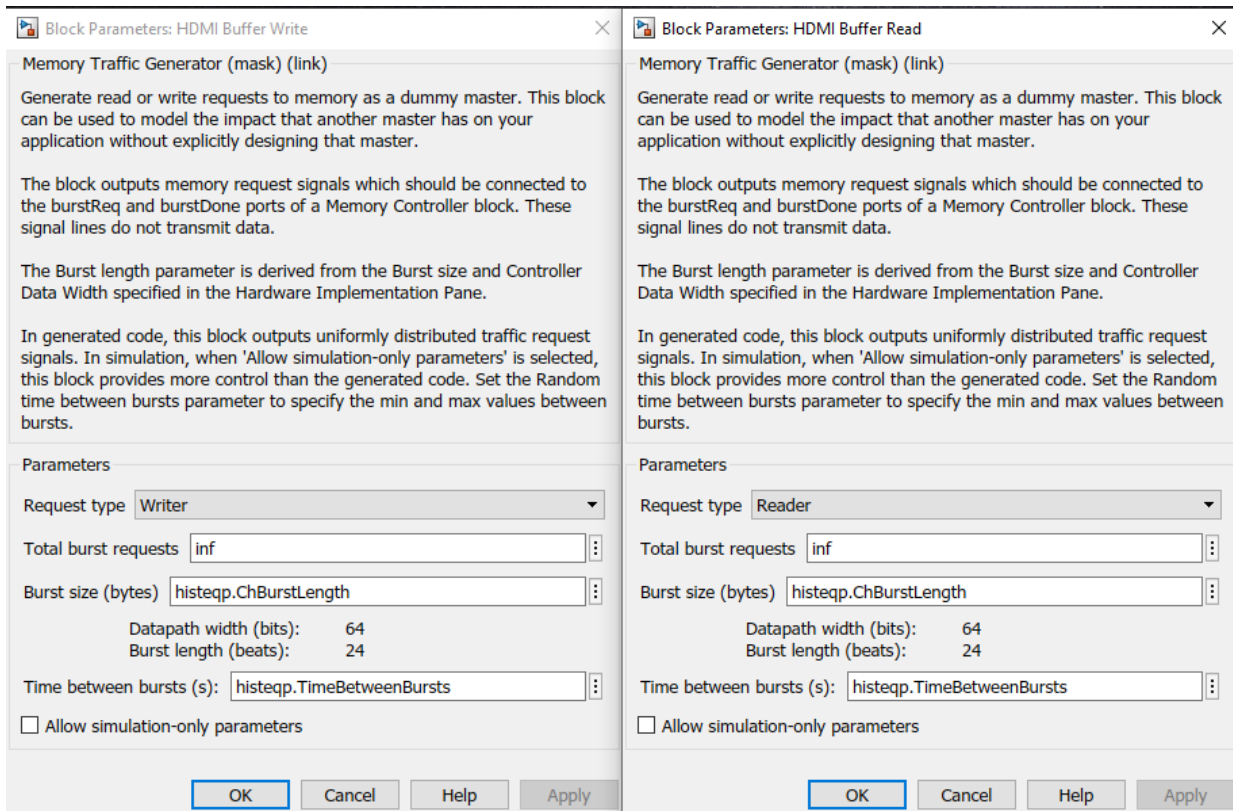 Block Parameters: HDMI Buffer Write
Memory Traffic Generator (mask) (link)
Generate read or write requests to memory as a dummy master. This block
can be used to model the impact that another master has on your
application without explicitly designing that master.
The block outputs memory request signals which should be connected to
the burstReq and burstDone ports of a Memory Controller block. These
signal lines do not transmit data.
The Burst length parameter is derived from the Burst size and Controller
Data Width specified in the Hardware Implementation Pane.
In generated code, this block outputs uniformly distributed traffic request
signals. In simulation, when 'Allow simulation-only parameters' is selected,
this block provides more control than the generated code. Set the Random
time between bursts parameter to specify the min and max values between
bursts.
Parameters
Request type Writer
Total burst requests inf
Burst size (bytes) histeqp.ChBurstLength
Datapath width (bits): 64
Burst length (beats): 24
Time between bursts (s): histeqp.TimeBetweenBursts
Allow simulation-only parameters
OK Cancel Help Apply
Block Parameters: HDMI Buffer Read
Memory Traffic Generator (mask) (link)
Generate read or write requests to memory as a dummy master. This block
can be used to model the impact that another master has on your
application without explicitly designing that master.
The block outputs memory request signals which should be connected to
the burstReq and burstDone ports of a Memory Controller block. These
signal lines do not transmit data.
The Burst length parameter is derived from the Burst size and Controller
Data Width specified in the Hardware Implementation Pane.
In generated code, this block outputs uniformly distributed traffic request
signals. In simulation, when 'Allow simulation-only parameters' is selected,
this block provides more control than the generated code. Set the Random
time between bursts parameter to specify the min and max values between
bursts.
Parameters
Request type Reader
Total burst requests inf
Burst size (bytes) histeqp.ChBurstLength
Datapath width (bits): 64
Burst length (beats): 24
Time between bursts (s): histeqp.TimeBetweenBursts
Allow simulation-only parameters
OK Cancel Help Apply